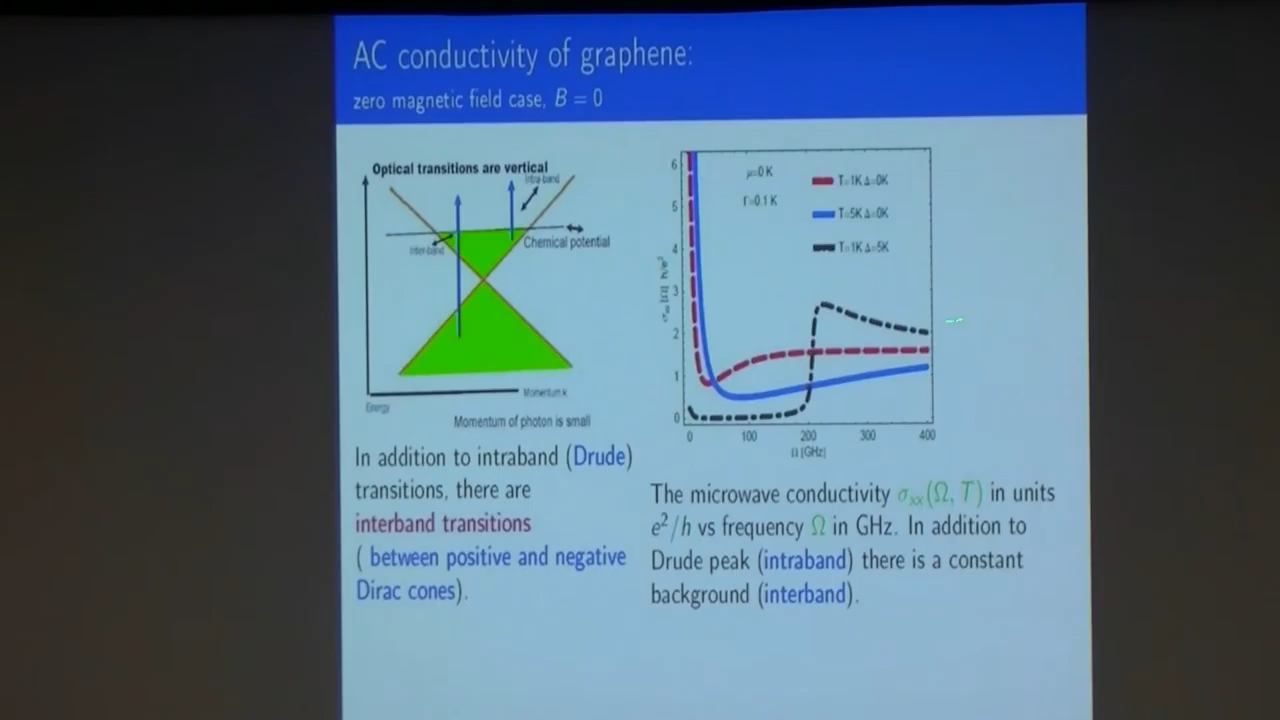 AC conductivity of graphene:
zero magnetic field case, B = 0
Optical transitions are vertical
Intra-band
Inter-band
Chemical potential
Momentum k
Energy
Momentum of photon is small
In addition to intraband (Drude)
transitions, there are
interband transitions
( between positive and negative
Dirac cones).
μ=0 K
Γ=0.1 K
T=1K Δ=0K
T=5K Δ=0K
T=1K Δ=5K
σxx [Ω] h/e²
6
5
4
3
2
1
0
0 100 200 300 400
Ω [GHz]
The microwave conductivity σxx(Ω, T) in units
e²/h vs frequency Ω in GHz. In addition to
Drude peak (intraband) there is a constant
background (interband).